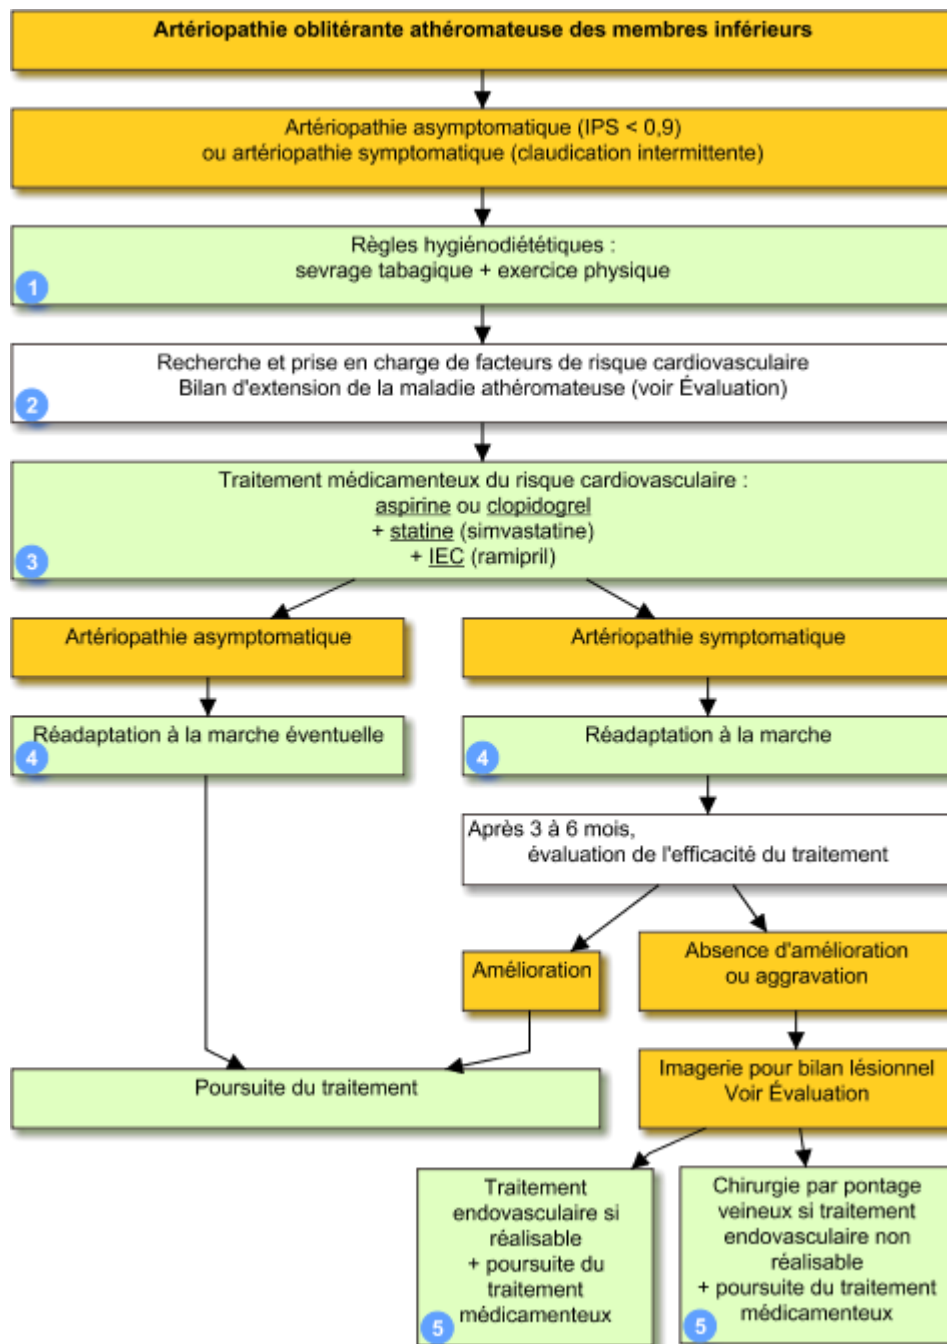 Artériopathie oblitérante athéromateuse des membres inférieurs
Artériopathie asymptomatique (IPS < 0,9)
ou artériopathie symptomatique (claudication intermittente)
Règles hygiénodiététiques :
sevrage tabagique + exercice physique
1
Recherche et prise en charge de facteurs de risque cardiovasculaire
Bilan d'extension de la maladie athéromateuse (voir Évaluation)
2
Traitement médicamenteux du risque cardiovasculaire :
aspirine ou clopidogrel
+ statine (simvastatine)
+ IEC (ramipril)
3
Artériopathie asymptomatique
Artériopathie symptomatique
Réadaptation à la marche éventuelle
4
Réadaptation à la marche
4
Après 3 à 6 mois,
évaluation de l'efficacité du traitement
Amélioration
Absence d'amélioration
ou aggravation
Poursuite du traitement
Imagerie pour bilan lésionnel
Voir Évaluation
Traitement
endovasculaire si
réalisable
+ poursuite du
traitement
médicamenteux
5
Chirurgie par pontage
veineux si traitement
endovasculaire non
réalisable
+ poursuite du traitement
médicamenteux
5